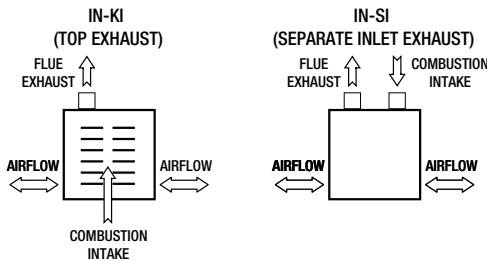 IN-KI
(TOP EXHAUST)
FLUE
EXHAUST
AIRFLOW
AIRFLOW
COMBUSTION
INTAKE
IN-SI
(SEPARATE INLET EXHAUST)
FLUE
EXHAUST
COMBUSTION
INTAKE
AIRFLOW
AIRFLOW